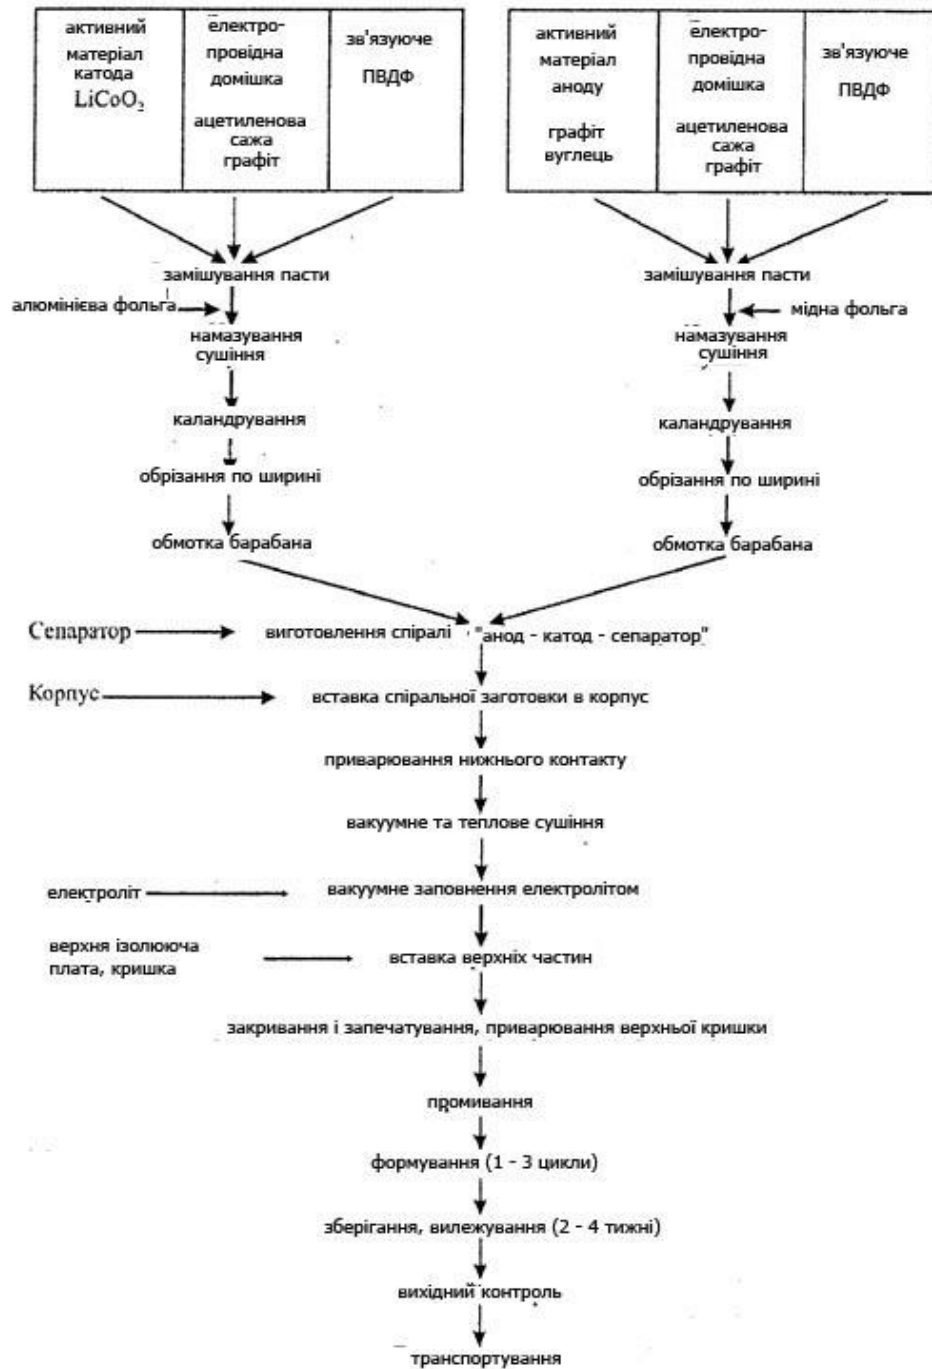 активний
матеріал
катода
LiCoO₂
електро-
провідна
домішка
ацетиленова
сажа
графіт
зв'язуюче
ПВДФ
активний
матеріал
аноду
графіт
вуглець
електро-
провідна
домішка
ацетиленова
сажа
графіт
зв'язуюче
ПВДФ
замішування пасти
алюмінієва фольга
намазування
сушіння
каландрування
обрізання по ширині
обмотка барабана
замішування пасти
мідна фольга
намазування
сушіння
каландрування
обрізання по ширині
обмотка барабана
Сепаратор
виготовлення спіралі "анод - катод - сепаратор"
Корпус
вставка спіральної заготовки в корпус
приварювання нижнього контакту
вакуумне та теплове сушіння
електроліт
вакуумне заповнення електролітом
верхня ізолююча
плата, кришка
вставка верхніх частин
закривання і запечатування, приварювання верхньої кришки
промивання
формування (1 - 3 цикли)
зберігання, вилежування (2 - 4 тижні)
вихідний контроль
транспортування